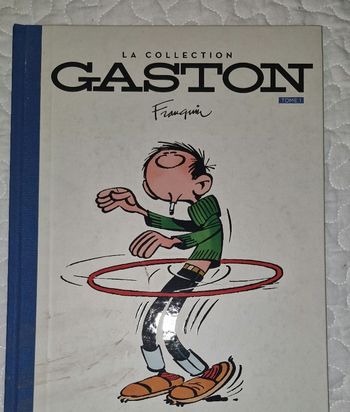 LA COLLECTION
GASTON
TOME 1
Franquin